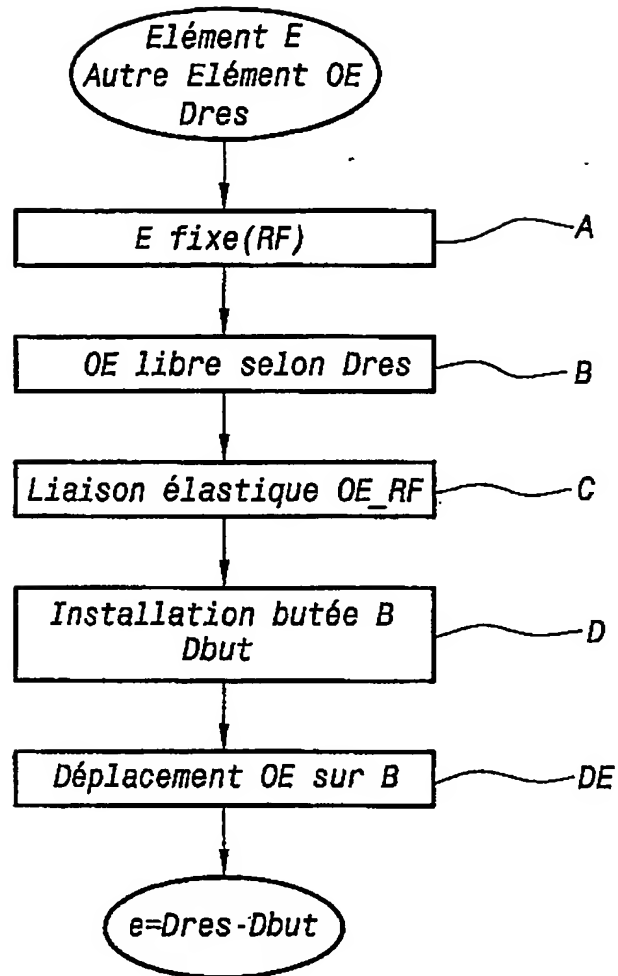 Elément E
Autre Elément OE
Dres
E fixe(RF)
A
OE libre selon Dres
B
Liaison élastique OE_RF
C
Installation butée B
Dbut
D
Déplacement OE sur B
DE
e=Dres-Dbut